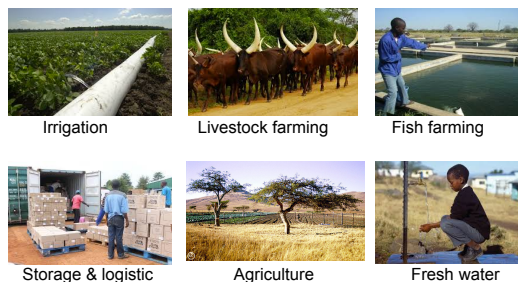 Irrigation
Livestock farming
Fish farming
Storage & logistic
Agriculture
Fresh water